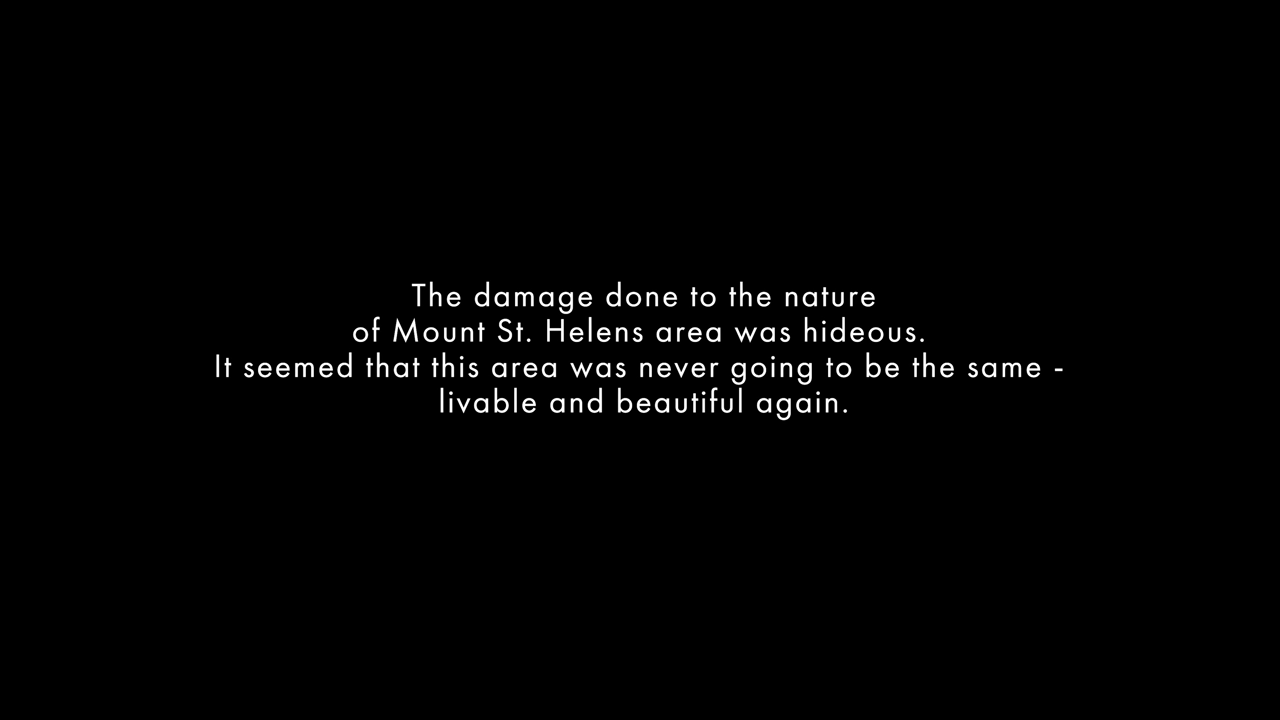 The damage done to the nature
of Mount St. Helens area was hideous.
It seemed that this area was never going to be the same -
livable and beautiful again.